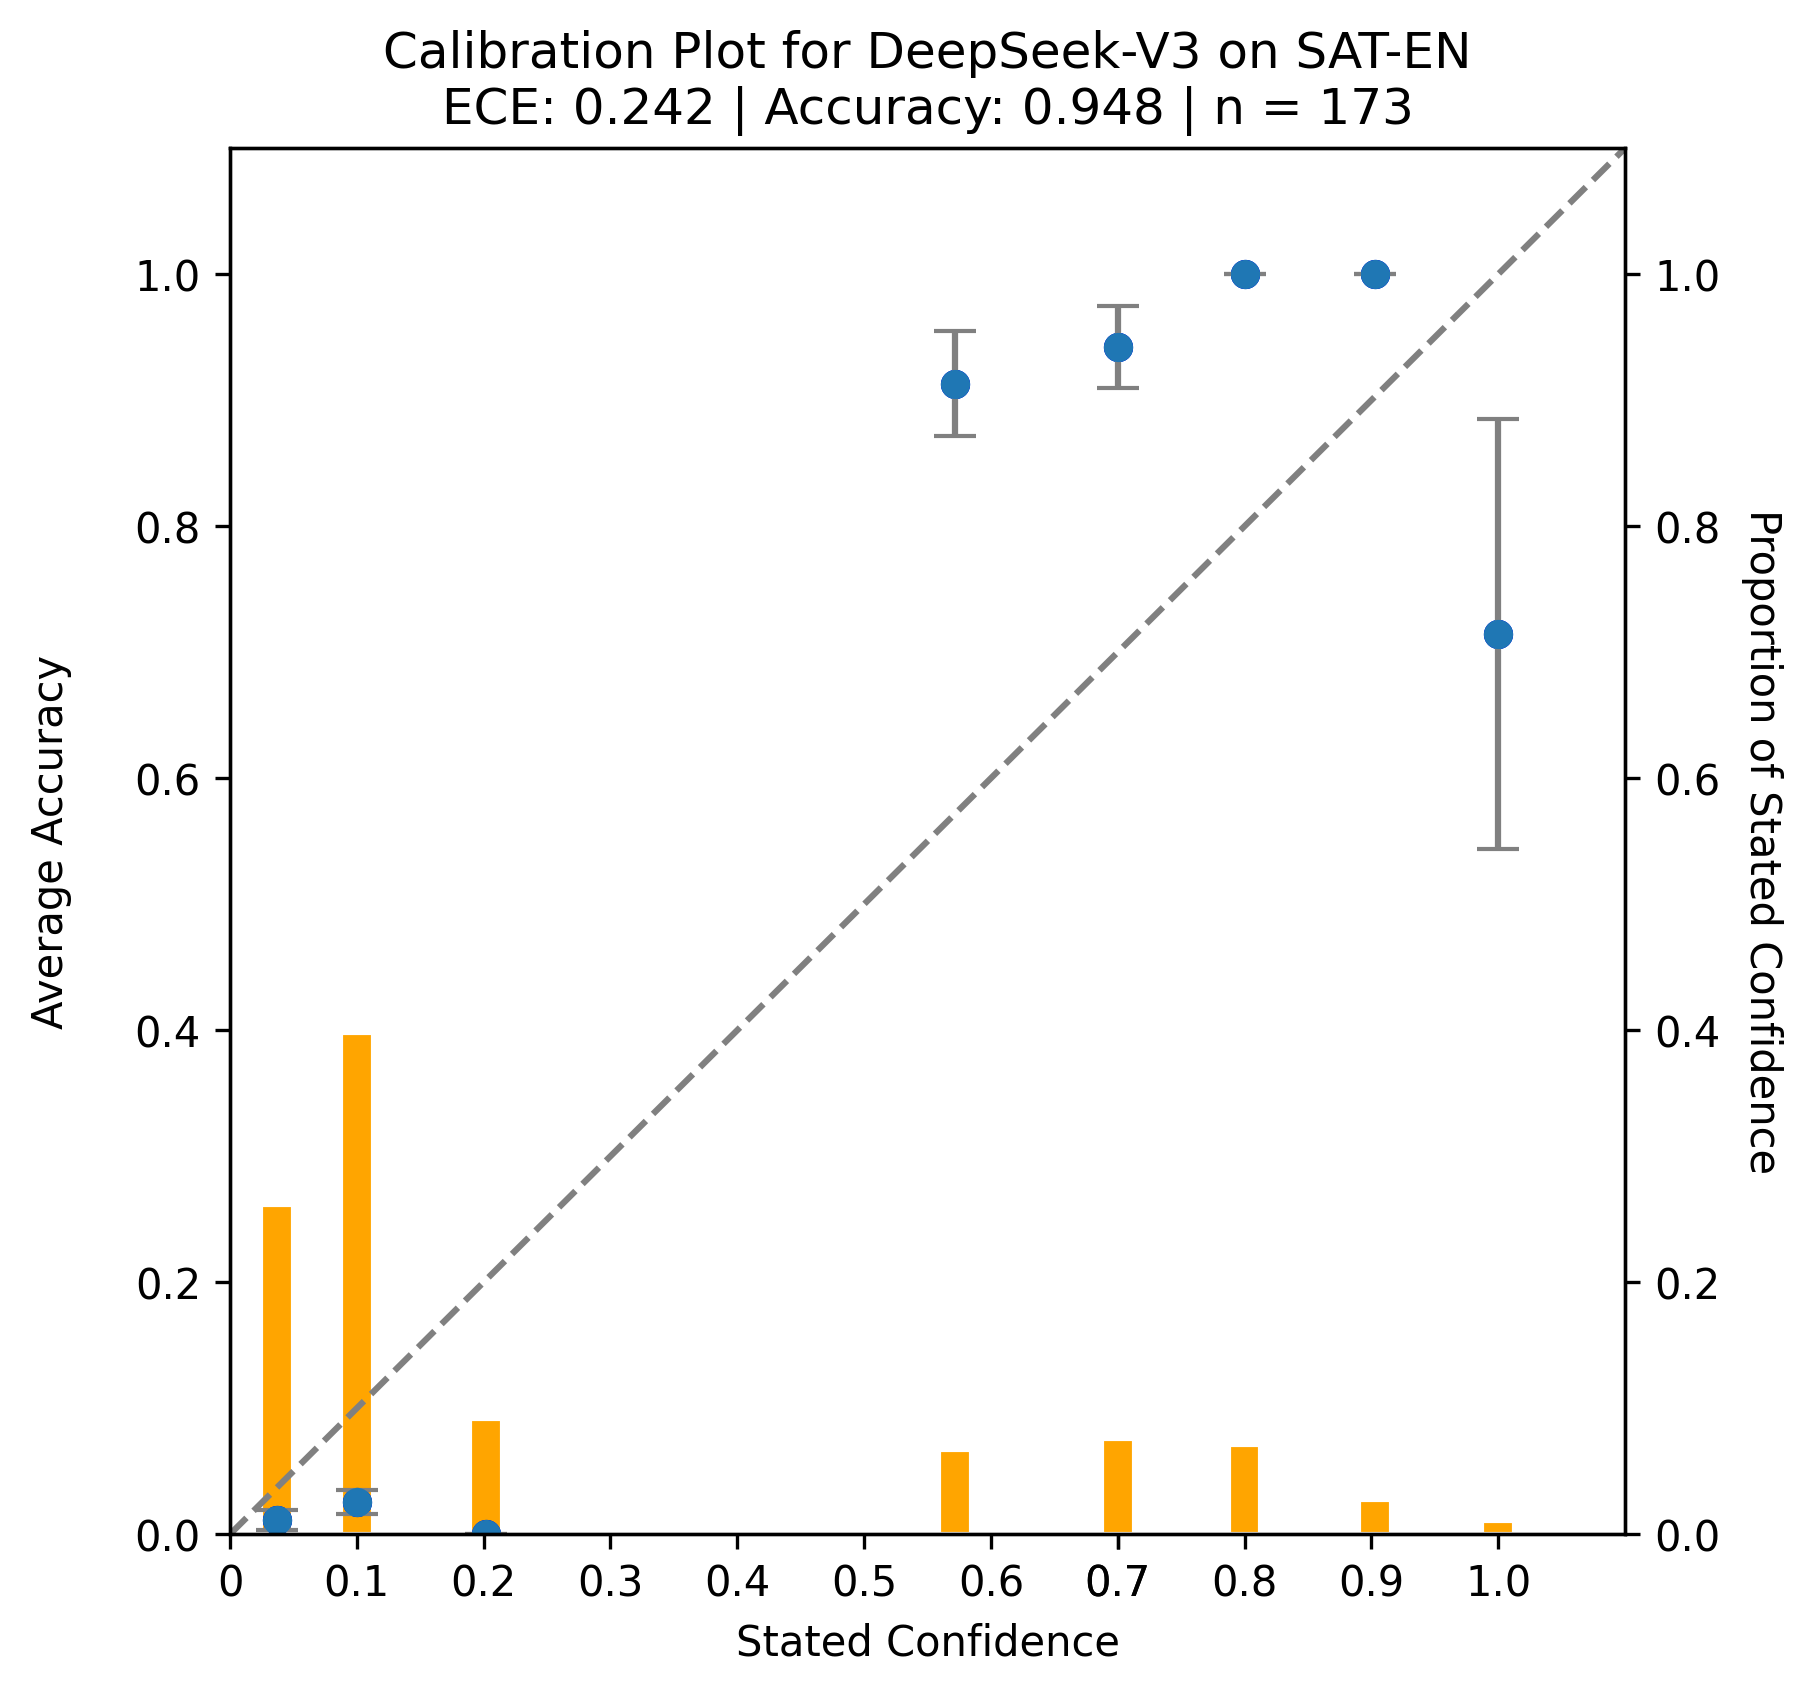 Calibration Plot for DeepSeek-V3 on SAT-EN
ECE: 0.242 | Accuracy: 0.948 | n = 173
Average Accuracy
1.0
0.8
0.6
0.4
0.2
0.0
0 0.1 0.2 0.3 0.4 0.5 0.6 0.7 0.8 0.9 1.0
Stated Confidence
1.0
0.8
0.6
0.4
0.2
0.0
Proportion of Stated Confidence